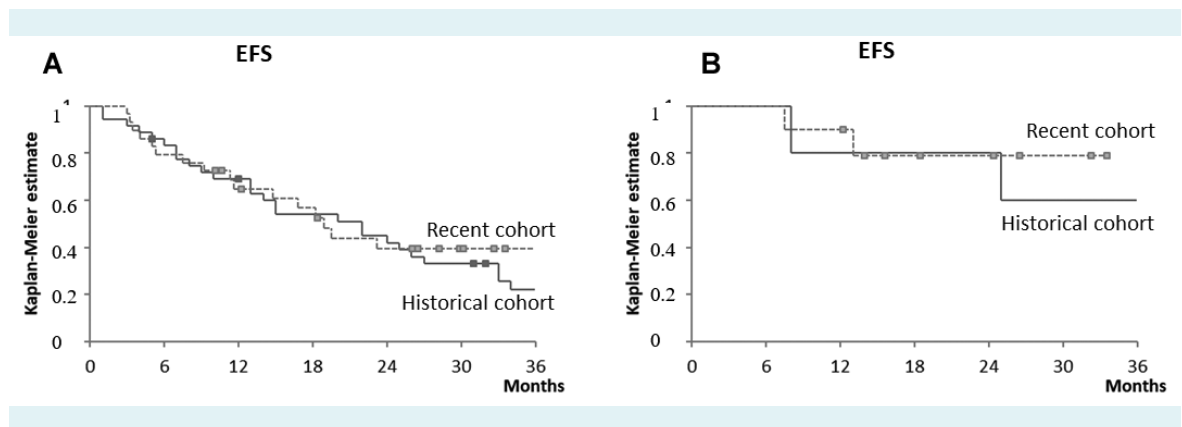 A
EFS
Kaplan-Meier estimate
1
0.8
0.6
0.4
0.2
0
Recent cohort
Historical cohort
0 6 12 18 24 30 36
Months
B
EFS
Kaplan-Meier estimate
1
0.8
0.6
0.4
0.2
0
Recent cohort
Historical cohort
0 6 12 18 24 30 36
Months